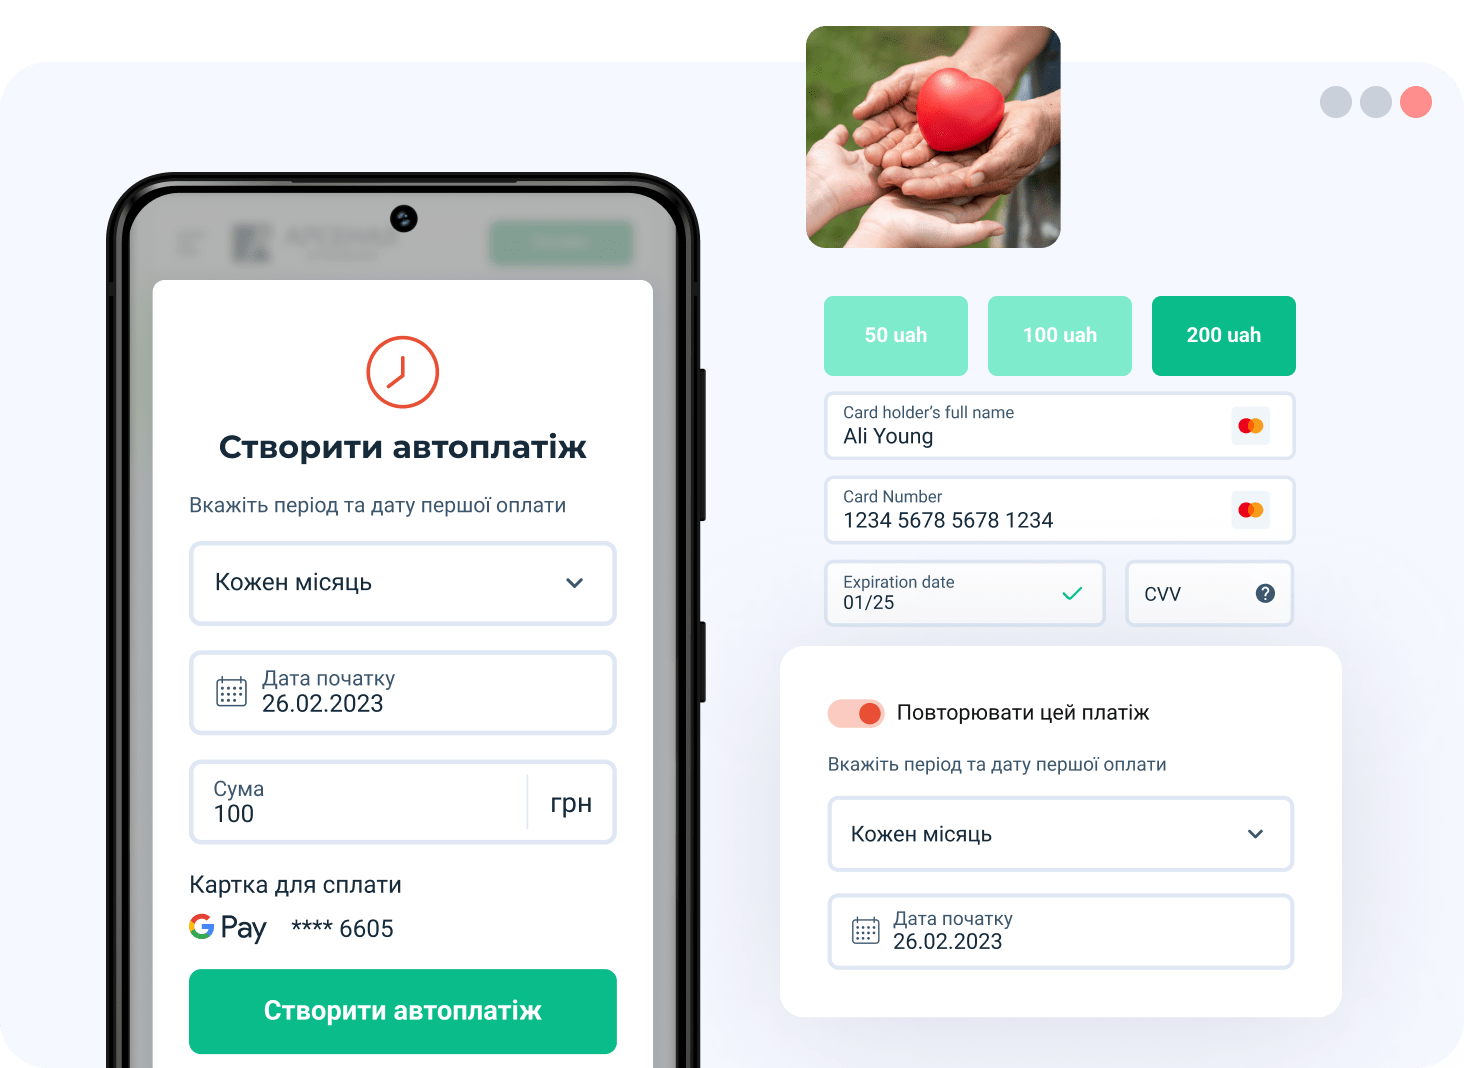 Створити автоплатіж
Вкажіть період та дату першої оплати
Кожен місяць
Дата початку
26.02.2023
Сума
100
грн
Картка для сплати
G Pay **** 6605
Створити автоплатіж
50 uah
100 uah
200 uah
Card holder's full name
Ali Young
Card Number
1234 5678 5678 1234
Expiration date
01/25
CVV
?
Повторювати цей платіж
Вкажіть період та дату першої оплати
Кожен місяць
Дата початку
26.02.2023